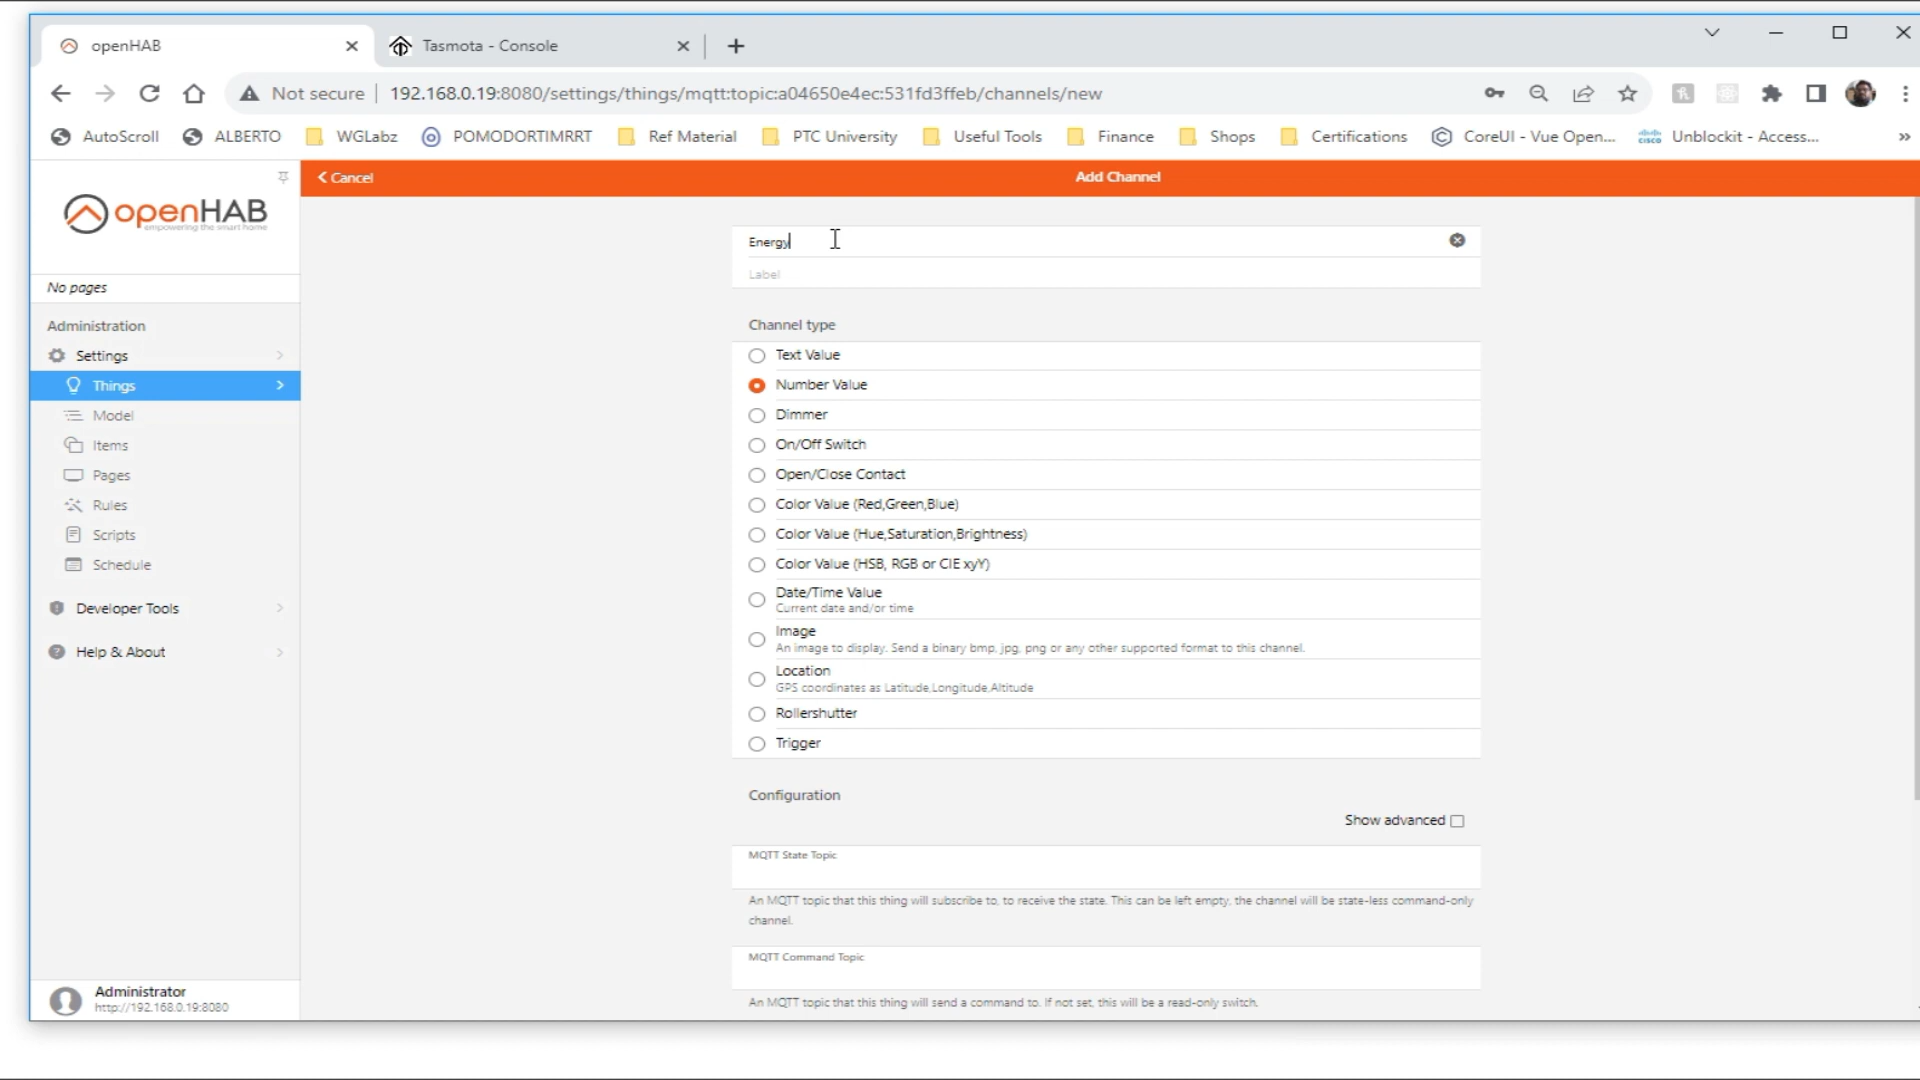 openHAB
Tasmota - Console
Not secure
192.168.0.19:8080/settings/things/mqtt:topic:a04650e4ec:531fd3ffeb/channels/new
AutoScroll
ALBERTO
WGLabz
POMODORTIMRRT
Ref Material
PTC University
Useful Tools
Finance
Shops
Certifications
CoreUI - Vue Open...
cisco
Unblockit - Access...
»
openHAB
empowering the smart home
No pages
Administration
Settings
Things
Model
Items
Pages
Rules
Scripts
Schedule
Developer Tools
Help & About
Administrator
http://192.168.0.19:8080
Cancel
Add Channel
Energy
Label
Channel type
Text Value
Number Value
Dimmer
On/Off Switch
Open/Close Contact
Color Value (Red,Green,Blue)
Color Value (Hue,Saturation,Brightness)
Color Value (HSB, RGB or CIE xyY)
Date/Time Value
Current date and/or time
Image
An image to display. Send a binary bmp, jpg, png or any other supported format to this channel.
Location
GPS coordinates as Latitude,Longitude,Altitude
Rollershutter
Trigger
Configuration
Show advanced
MQTT State Topic
An MQTT topic that this thing will subscribe to, to receive the state. This can be left empty, the channel will be state-less command-only
channel.
MQTT Command Topic
An MQTT topic that this thing will send a command to. If not set, this will be a read-only switch.